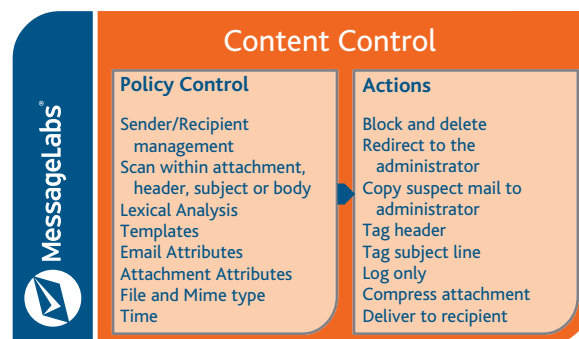 Content Control
MessageLabs®
Policy Control
Sender/Recipient
management
Scan within attachment,
header, subject or body
Lexical Analysis
Templates
Email Attributes
Attachment Attributes
File and Mime type
Time
Actions
Block and delete
Redirect to the
administrator
Copy suspect mail to
administrator
Tag header
Tag subject line
Log only
Compress attachment
Deliver to recipient